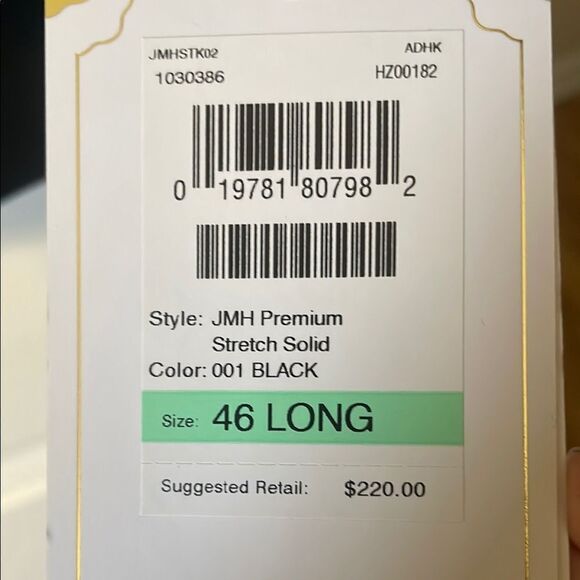 JMHSTK02 ADHK
1030386 HZ00182
0 19781 80798 2
Style: JMH Premium
Stretch Solid
Color: 001 BLACK
Size: 46 LONG
Suggested Retail: $220.00